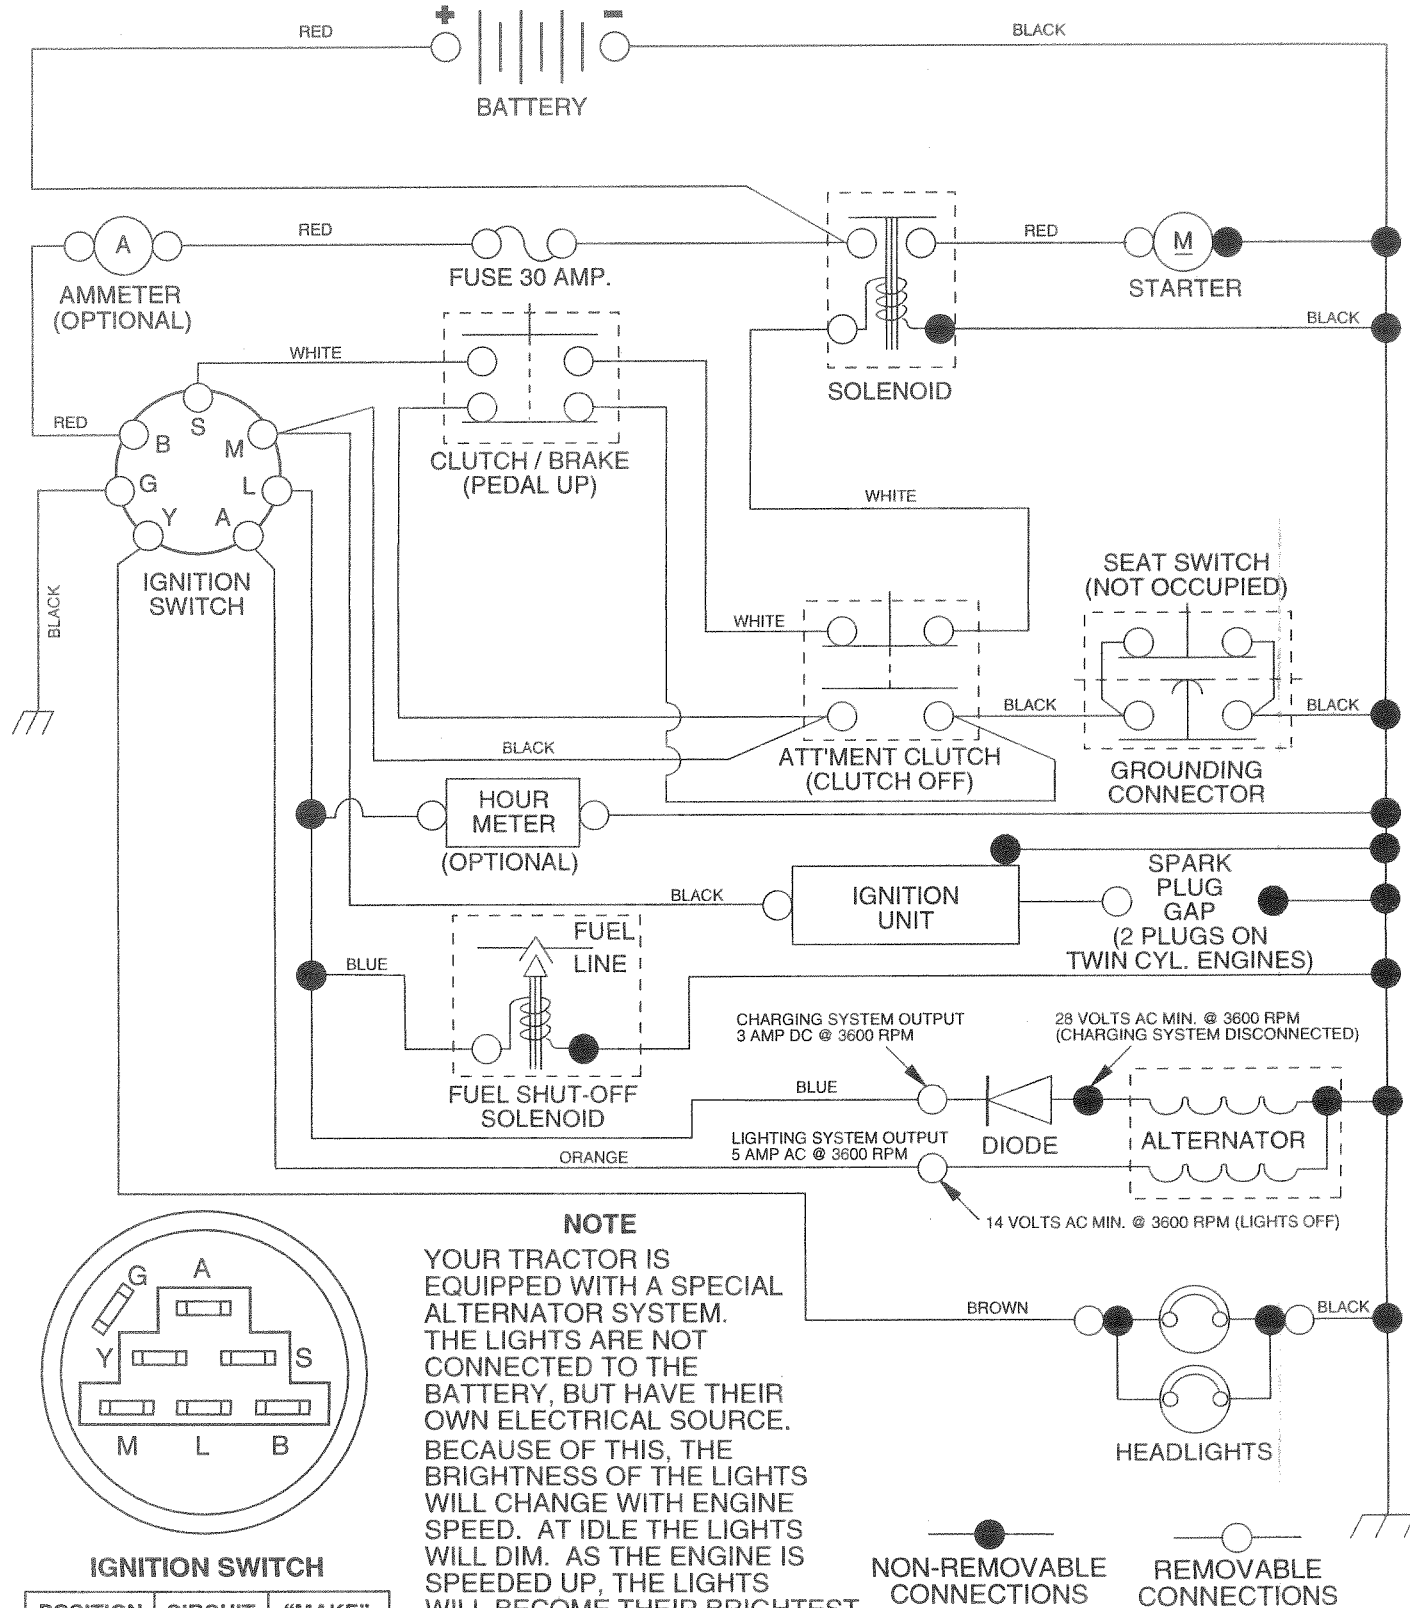 RED
+
-
BLACK
BATTERY
A
RED
RED
M
FUSE 30 AMP.
STARTER
AMMETER
(OPTIONAL)
BLACK
WHITE
SOLENOID
RED
S
B
M
G
L
Y
A
CLUTCH / BRAKE
(PEDAL UP)
WHITE
IGNITION
SWITCH
BLACK
SEAT SWITCH
(NOT OCCUPIED)
WHITE
BLACK
BLACK
BLACK
ATT'MENT CLUTCH
(CLUTCH OFF)
GROUNDING
CONNECTOR
HOUR
METER
(OPTIONAL)
BLACK
IGNITION
UNIT
SPARK
PLUG
GAP
(2 PLUGS ON
TWIN CYL. ENGINES)
FUEL
LINE
BLUE
CHARGING SYSTEM OUTPUT
3 AMP DC @ 3600 RPM
28 VOLTS AC MIN. @ 3600 RPM
(CHARGING SYSTEM DISCONNECTED)
FUEL SHUT-OFF
SOLENOID
BLUE
DIODE
ALTERNATOR
LIGHTING SYSTEM OUTPUT
5 AMP AC @ 3600 RPM
ORANGE
14 VOLTS AC MIN. @ 3600 RPM (LIGHTS OFF)
NOTE
YOUR TRACTOR IS
EQUIPPED WITH A SPECIAL
ALTERNATOR SYSTEM.
THE LIGHTS ARE NOT
CONNECTED TO THE
BATTERY, BUT HAVE THEIR
OWN ELECTRICAL SOURCE.
BECAUSE OF THIS, THE
BRIGHTNESS OF THE LIGHTS
WILL CHANGE WITH ENGINE
SPEED. AT IDLE THE LIGHTS
WILL DIM. AS THE ENGINE IS
SPEEDED UP, THE LIGHTS
WILL BECOME THEIR BRIGHTEST
BROWN
BLACK
HEADLIGHTS
G
A
Y
S
M
L
B
IGNITION SWITCH
POSITION CIRCUIT "MAKE"
NON-REMOVABLE
CONNECTIONS
REMOVABLE
CONNECTIONS